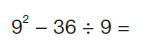 9² − 36 ÷ 9 =